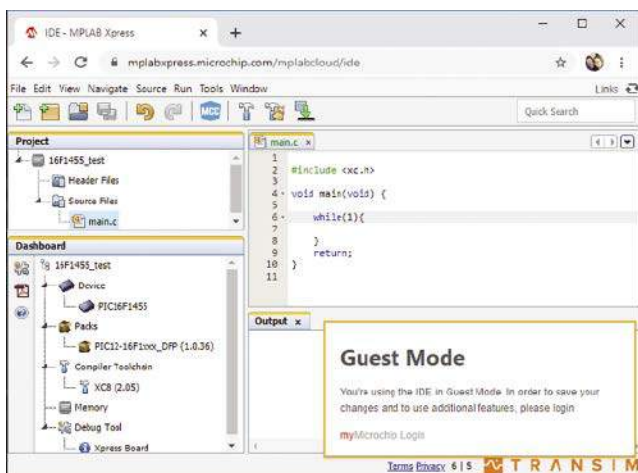 IDE - MPLAB Xpress
mplabxpress.microchip.com/mplabcloud/ide
File Edit View Navigate Source Run Tools Window
Links
MCC
Quick Search
Project
16F1455_test
Header Files
Source Files
main.c
main.c x
1
2 #include <xc.h>
3
4 void main(void) {
5
6 while(1){
7
8 }
9 return;
10 }
11
Dashboard
16F1455_test
Device
PIC16F1455
Packs
PIC12-16F1xxx_DFP (1.0.36)
Compiler Toolchain
XC8 (2.05)
Memory
Debug Tool
Xpress Board
Output x
Guest Mode
You're using the IDE in Guest Mode. In order to save your
changes and to use additional features, please login
myMicrochip Login
Terms Privacy 6 | 5 TRANSIM